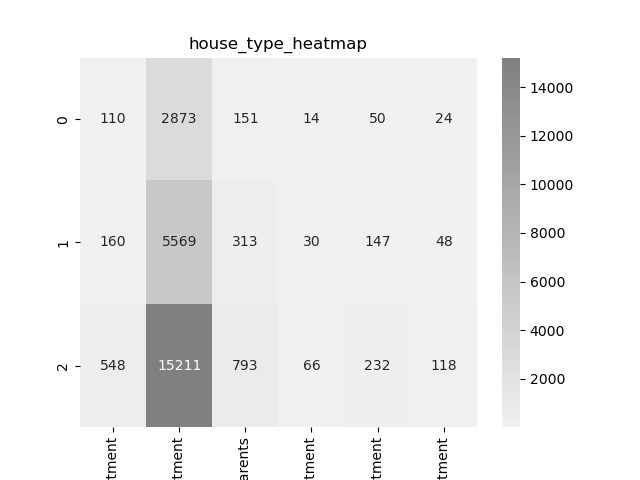 house_type_heatmap
0 110 2873 151 14 50 24
1 160 5569 313 30 147 48
2 548 15211 793 66 232 118
14000
12000
10000
8000
6000
4000
2000
tment
tment
arents
tment
tment
tment